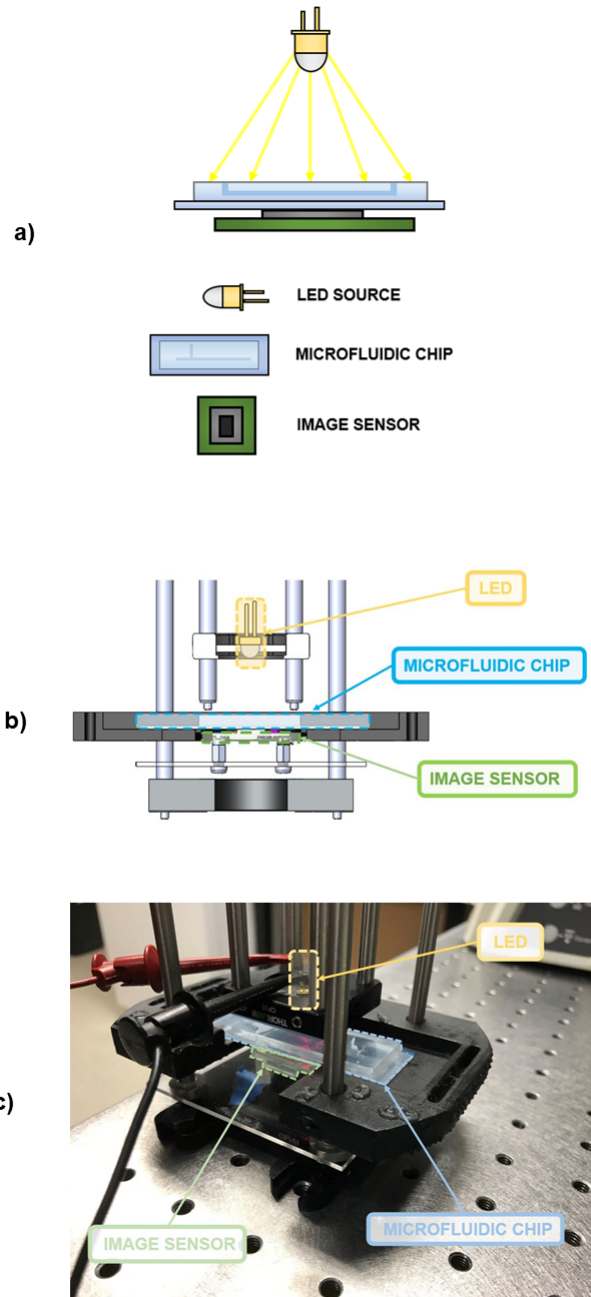 a)
LED SOURCE
MICROFLUIDIC CHIP
IMAGE SENSOR
b)
LED
MICROFLUIDIC CHIP
IMAGE SENSOR
c)
LED
IMAGE SENSOR
MICROFLUIDIC CHIP